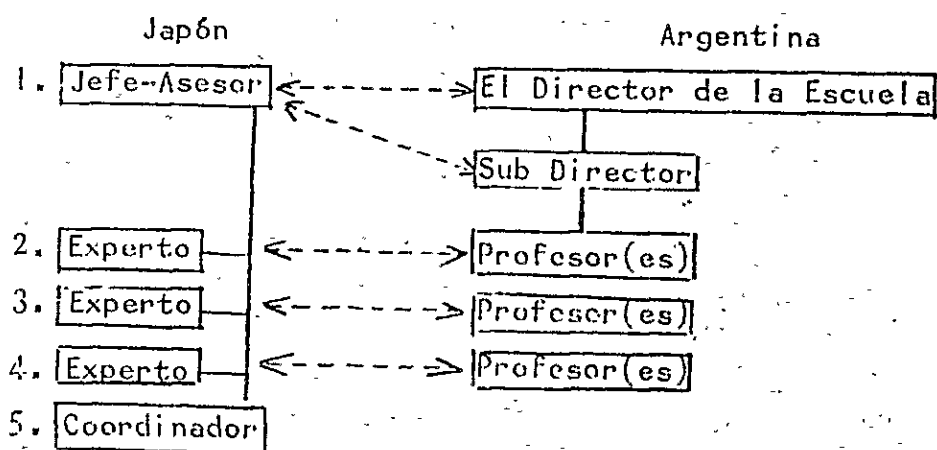 Japón Argentina
1. Jefe-Asesor El Director de la Escuela
Sub Director
2. Experto Profesor(es)
3. Experto Profesor(es)
4. Experto Profesor(es)
5. Coordinador